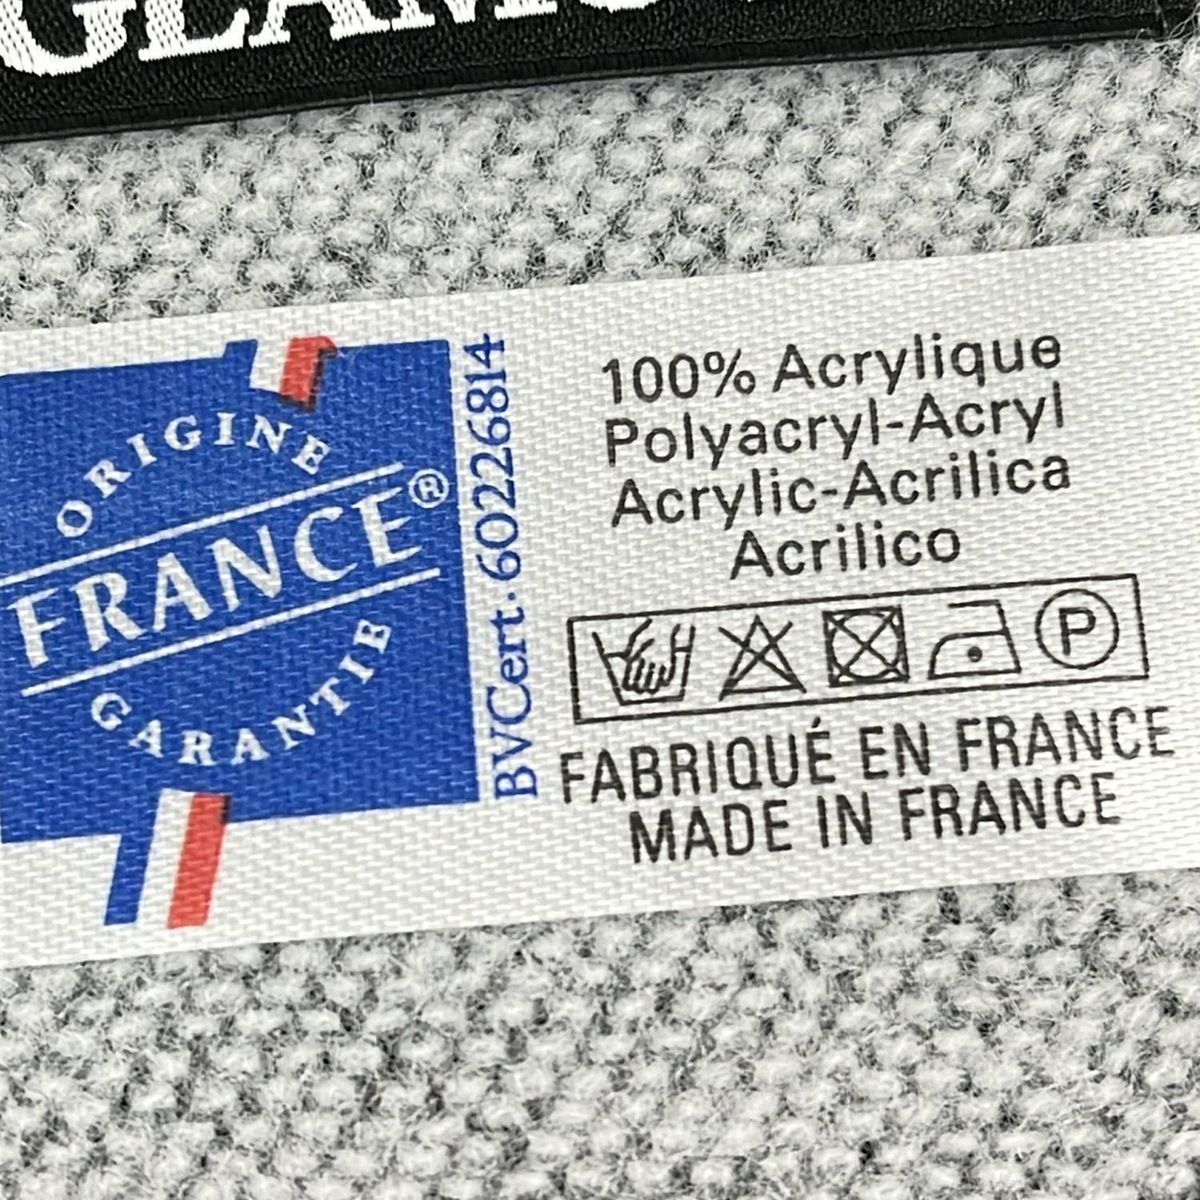 ORIGINE
FRANCE®
GARANTIE
BVCert. 60226814
100% Acrylique
Polyacryl-Acryl
Acrylic-Acrilica
Acrilico
P
FABRIQUÉ EN FRANCE
MADE IN FRANCE